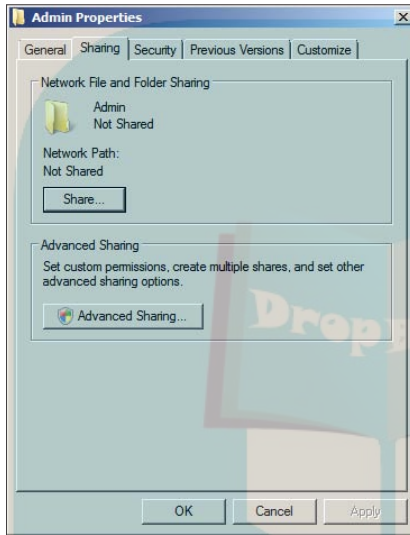 Admin Properties
General Sharing Security Previous Versions Customize
Network File and Folder Sharing
Admin
Not Shared
Network Path:
Not Shared
Share...
Advanced Sharing
Set custom permissions, create multiple shares, and set other
advanced sharing options.
Advanced Sharing...
OK Cancel Apply